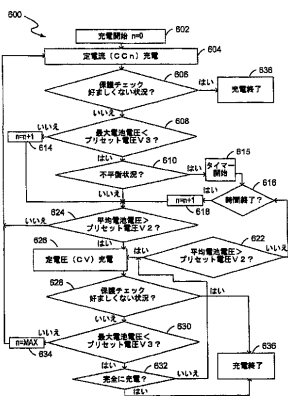 600
充電開始 n=0
602
定電流（CCn）充電
604
606
保護チェック
好ましくない状況？
はい
636
充電終了
いいえ
608
最大電池電圧<
プリセット電圧V3？
いいえ
n=n+1
614
はい
610
不平衡状況？
はい
615
タイマー
開始
いいえ
616
時間終了？
はい
n=n+1
618
いいえ
624
平均電池電圧>
プリセット電圧V2？
いいえ
はい
622
平均電池電圧>
プリセット電圧V2？
はい
いいえ
626
定電圧（CV）充電
628
保護チェック
好ましくない状況？
はい
いいえ
630
最大電池電圧<
プリセット電圧V3？
いいえ
n=MAX
634
はい
632
完全に充電？
いいえ
はい
636
充電終了